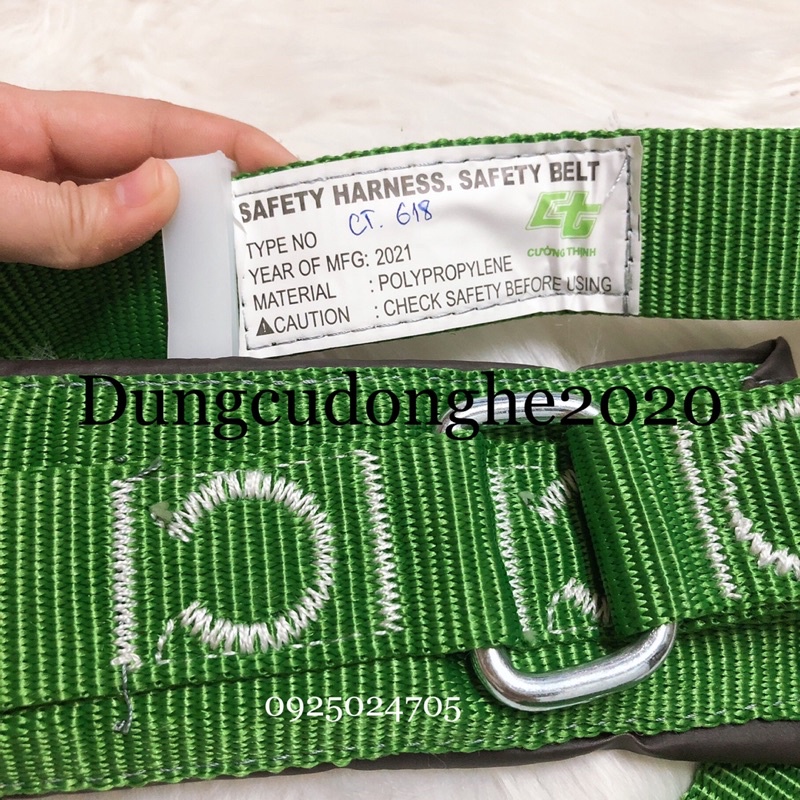 SAFETY HARNESS. SAFETY BELT
TYPE NO CT. 618
YEAR OF MFG: 2021
MATERIAL : POLYPROPYLENE
⚠CAUTION : CHECK SAFETY BEFORE USING
CT
CƯỜNG THỊNH
Dungcudonghe2020
0925024705